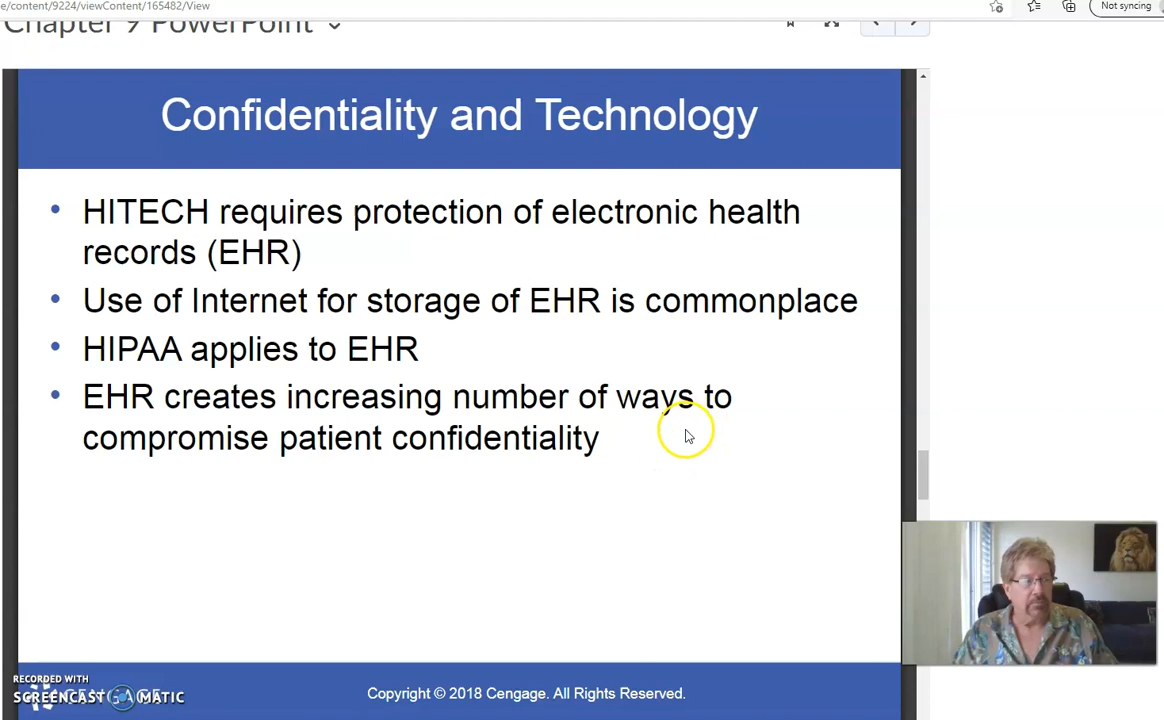 e/content/9224/viewContent/165482/View
Not syncing
Chapter 9 PowerPoint
Confidentiality and Technology
• HITECH requires protection of electronic health
records (EHR)
• Use of Internet for storage of EHR is commonplace
• HIPAA applies to EHR
• EHR creates increasing number of ways to
compromise patient confidentiality
RECORDED WITH
SCREENCAST MATIC
Copyright © 2018 Cengage. All Rights Reserved.